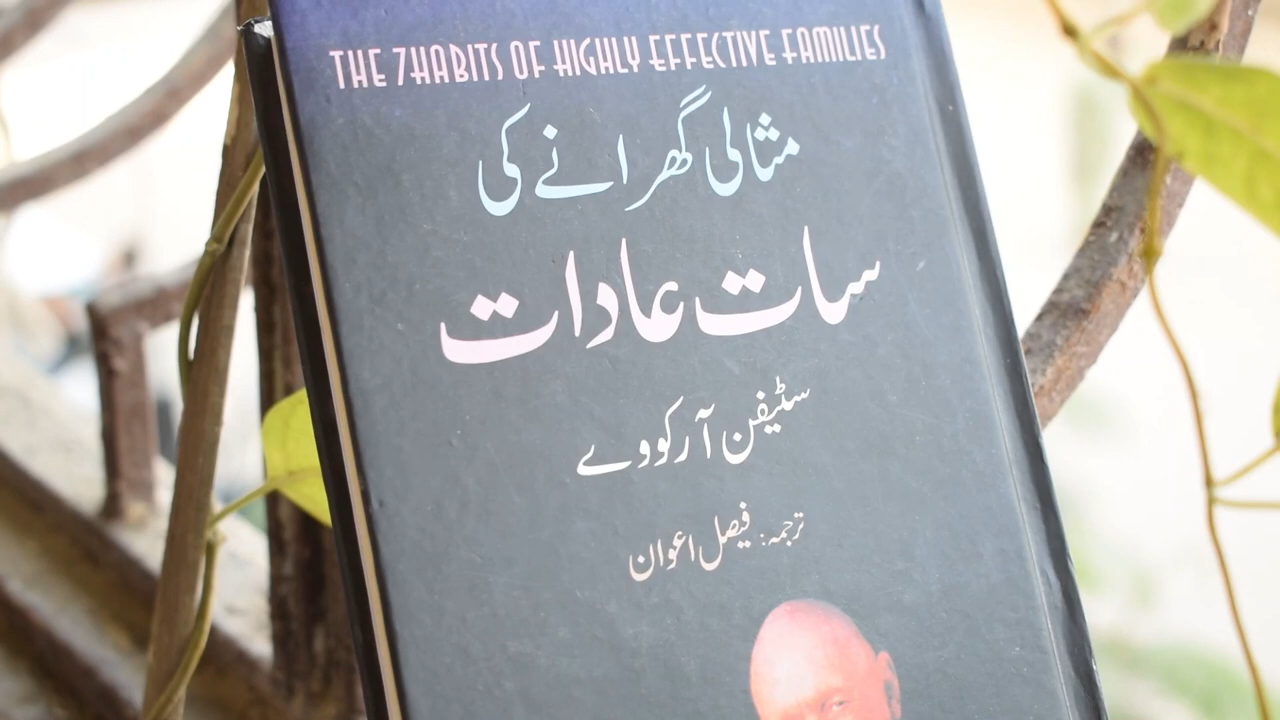 THE 7HABITS OF HIGHLY EFFECTIVE FAMILIES
مثالی گھرانے کی
سات عادات
سٹیفن آر کووے
ترجمہ: فیصل اعوان